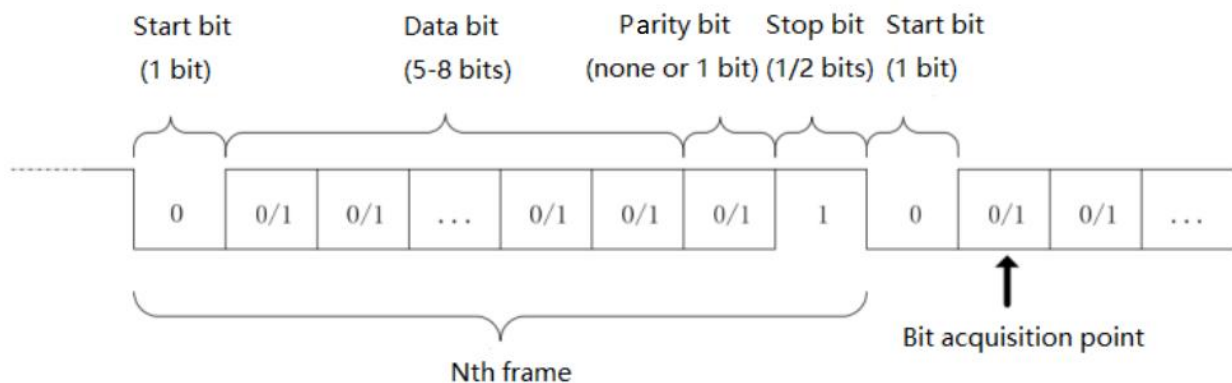 Start bit
(1 bit)
Data bit
(5-8 bits)
Parity bit
(none or 1 bit)
Stop bit
(1/2 bits)
Start bit
(1 bit)
0 0/1 0/1 ... 0/1 0/1 0/1 1 0 0/1 0/1 ...
Bit acquisition point
Nth frame